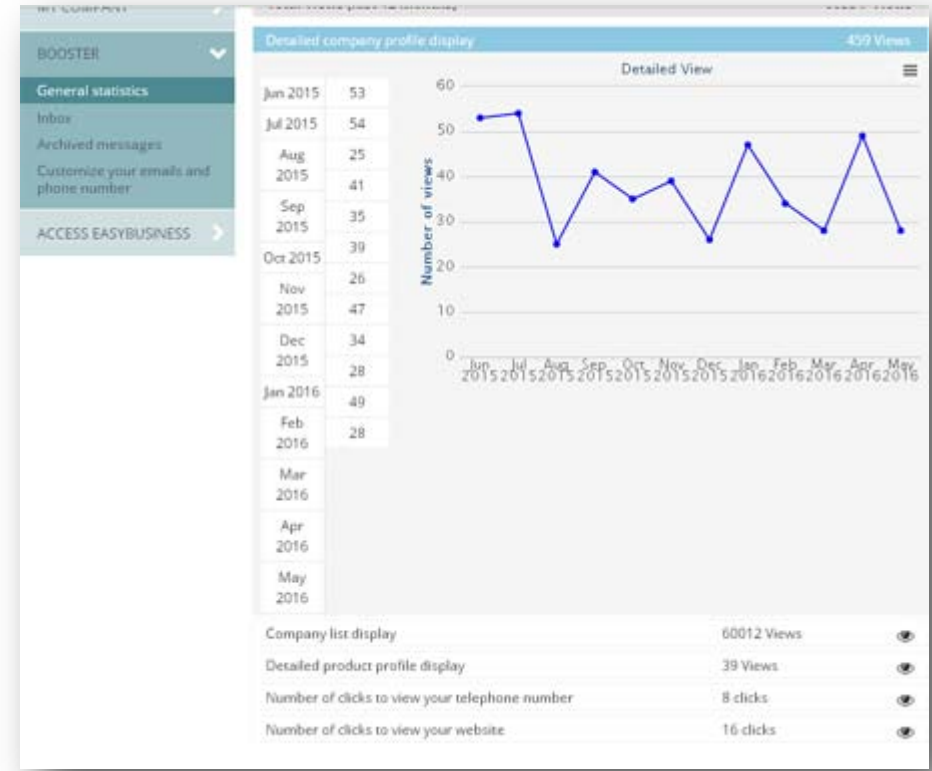 MY COMPANY
BOOSTER
General statistics
Inbox
Archived messages
Customize your emails and
phone number
ACCESS EASYBUSINESS
Detailed company profile display 459 Views
Jun 2015
Jul 2015
Aug
2015
Sep
2015
Oct 2015
Nov
2015
Dec
2015
Jan 2016
Feb
2016
Mar
2016
Apr
2016
May
2016
53
54
25
41
35
39
26
47
34
28
49
28
Detailed View
Number of views
60
50
40
30
20
10
0
Jun Jul Aug Sep Oct Nov Dec Jan Feb Mar Apr May
2015 2015 2015 2015 2015 2015 2015 2016 2016 2016 2016 2016
Company list display 60012 Views
Detailed product profile display 39 Views
Number of clicks to view your telephone number 8 clicks
Number of clicks to view your website 16 clicks